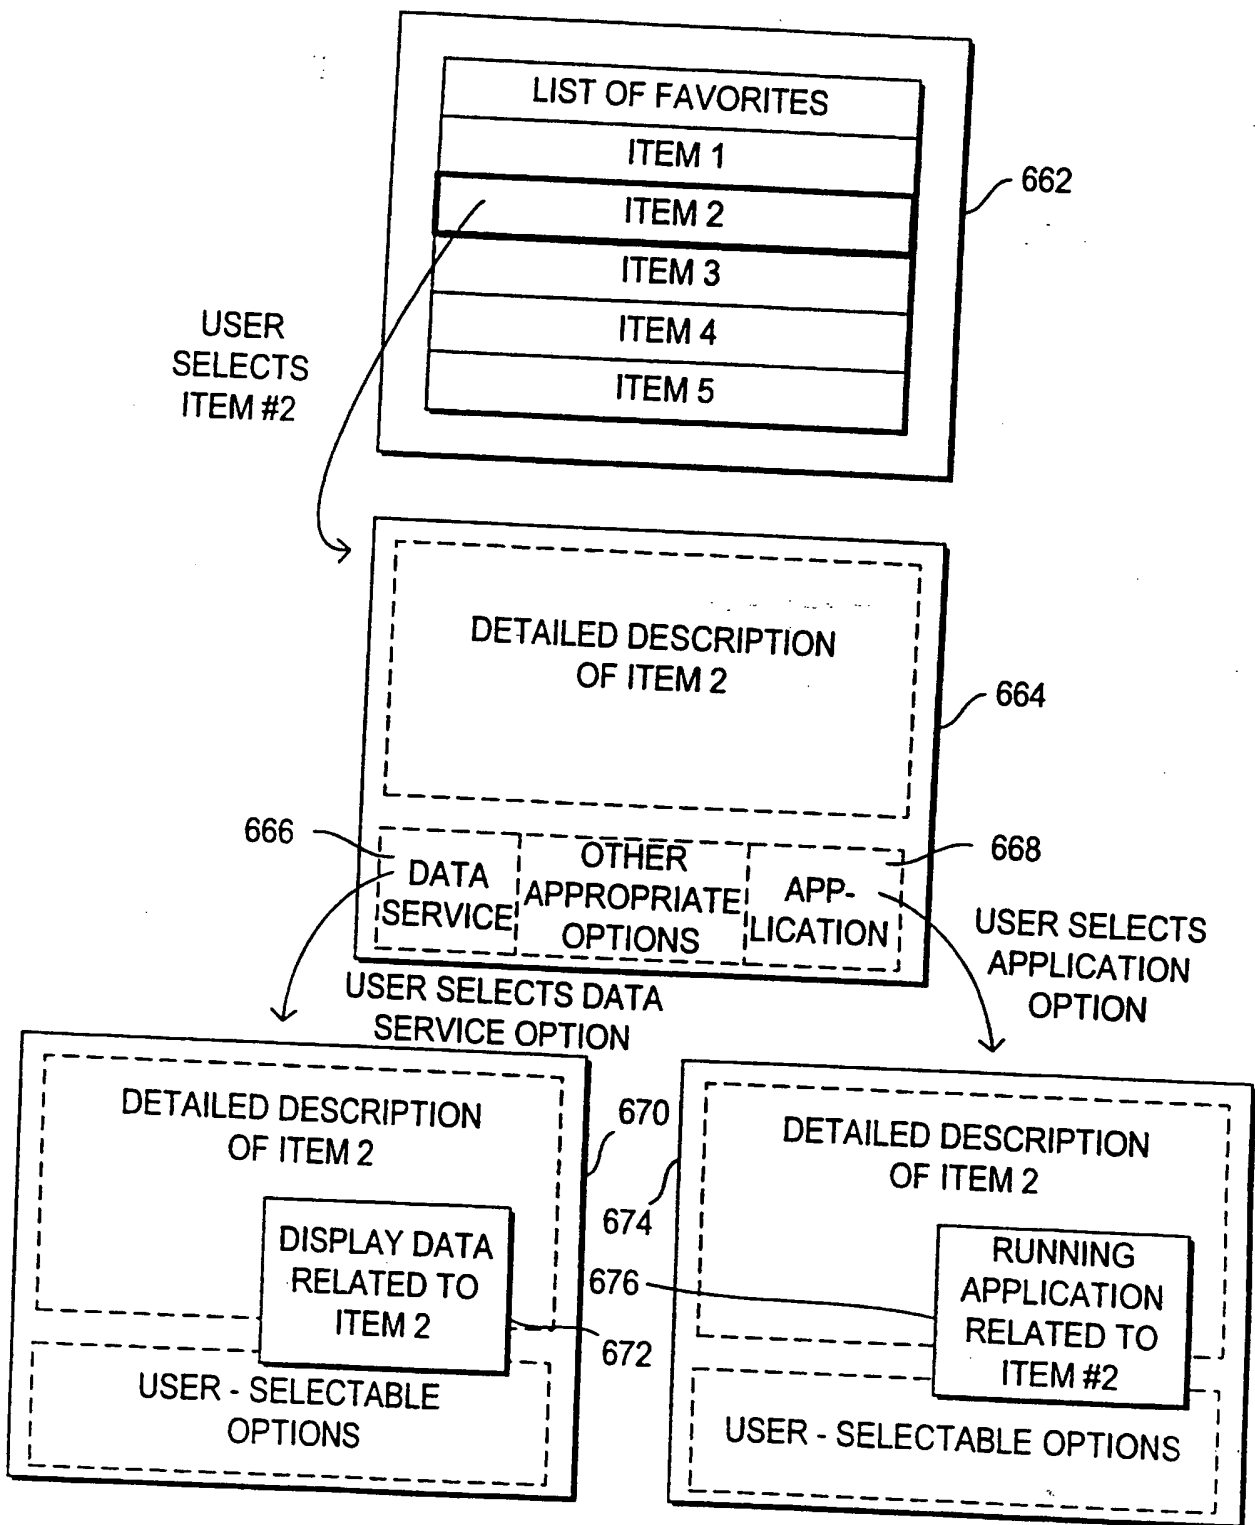 LIST OF FAVORITES
ITEM 1
ITEM 2
ITEM 3
ITEM 4
ITEM 5
662
USER
SELECTS
ITEM #2
DETAILED DESCRIPTION
OF ITEM 2
664
666
DATA
SERVICE
OTHER
APPROPRIATE
OPTIONS
APP-
LICATION
668
USER SELECTS
APPLICATION
OPTION
USER SELECTS DATA
SERVICE OPTION
DETAILED DESCRIPTION
OF ITEM 2
670
DISPLAY DATA
RELATED TO
ITEM 2
672
USER - SELECTABLE
OPTIONS
674
DETAILED DESCRIPTION
OF ITEM 2
676
RUNNING
APPLICATION
RELATED TO
ITEM #2
USER - SELECTABLE OPTIONS